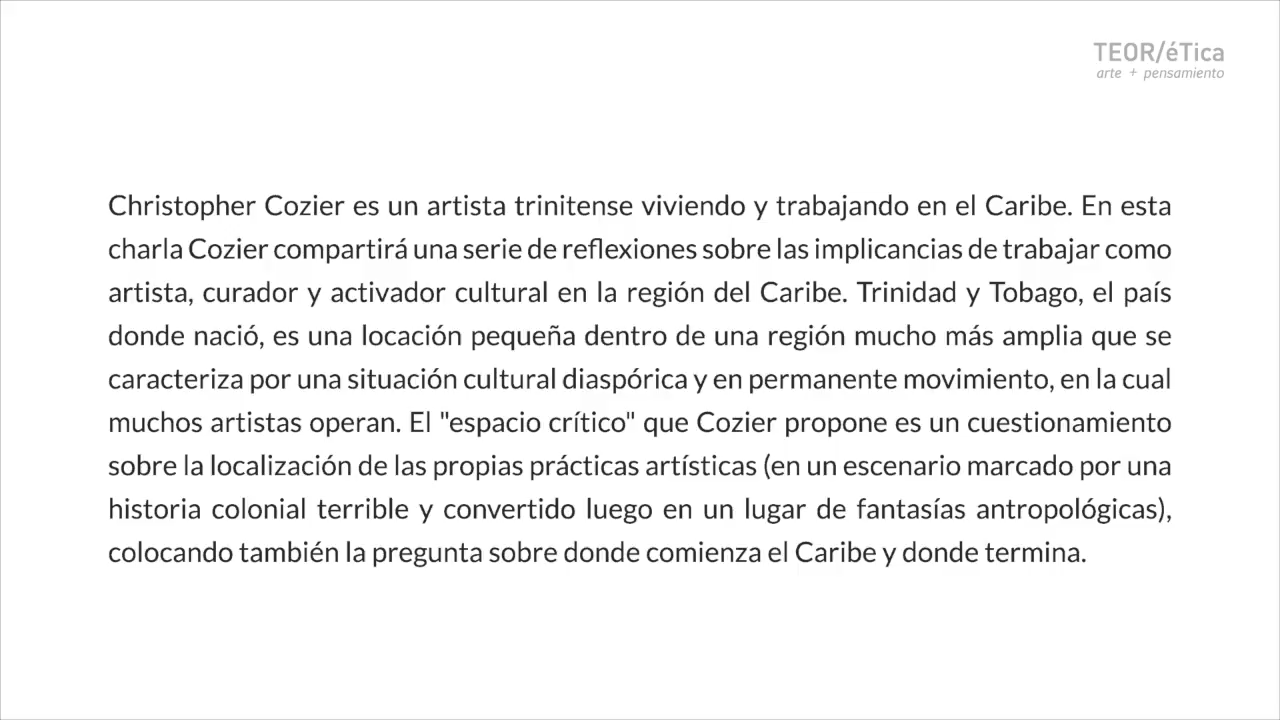 TEOR/éTica
arte + pensamiento
Christopher Cozier es un artista trinitense viviendo y trabajando en el Caribe. En esta
charla Cozier compartirá una serie de reflexiones sobre las implicancias de trabajar como
artista, curador y activador cultural en la región del Caribe. Trinidad y Tobago, el país
donde nació, es una locación pequeña dentro de una región mucho más amplia que se
caracteriza por una situación cultural diaspórica y en permanente movimiento, en la cual
muchos artistas operan. El "espacio crítico" que Cozier propone es un cuestionamiento
sobre la localización de las propias prácticas artísticas (en un escenario marcado por una
historia colonial terrible y convertido luego en un lugar de fantasías antropológicas),
colocando también la pregunta sobre donde comienza el Caribe y donde termina.